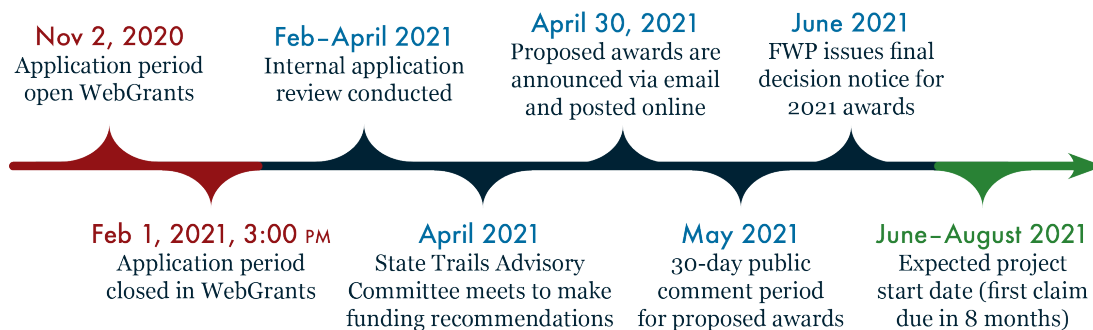 Nov 2, 2020
Application period
open WebGrants
Feb 1, 2021, 3:00 PM
Application period
closed in WebGrants
Feb–April 2021
Internal application
review conducted
April 2021
State Trails Advisory
Committee meets to make
funding recommendations
April 30, 2021
Proposed awards are
announced via email
and posted online
May 2021
30-day public
comment period
for proposed awards
June 2021
FWP issues final
decision notice for
2021 awards
June–August 2021
Expected project
start date (first claim
due in 8 months)